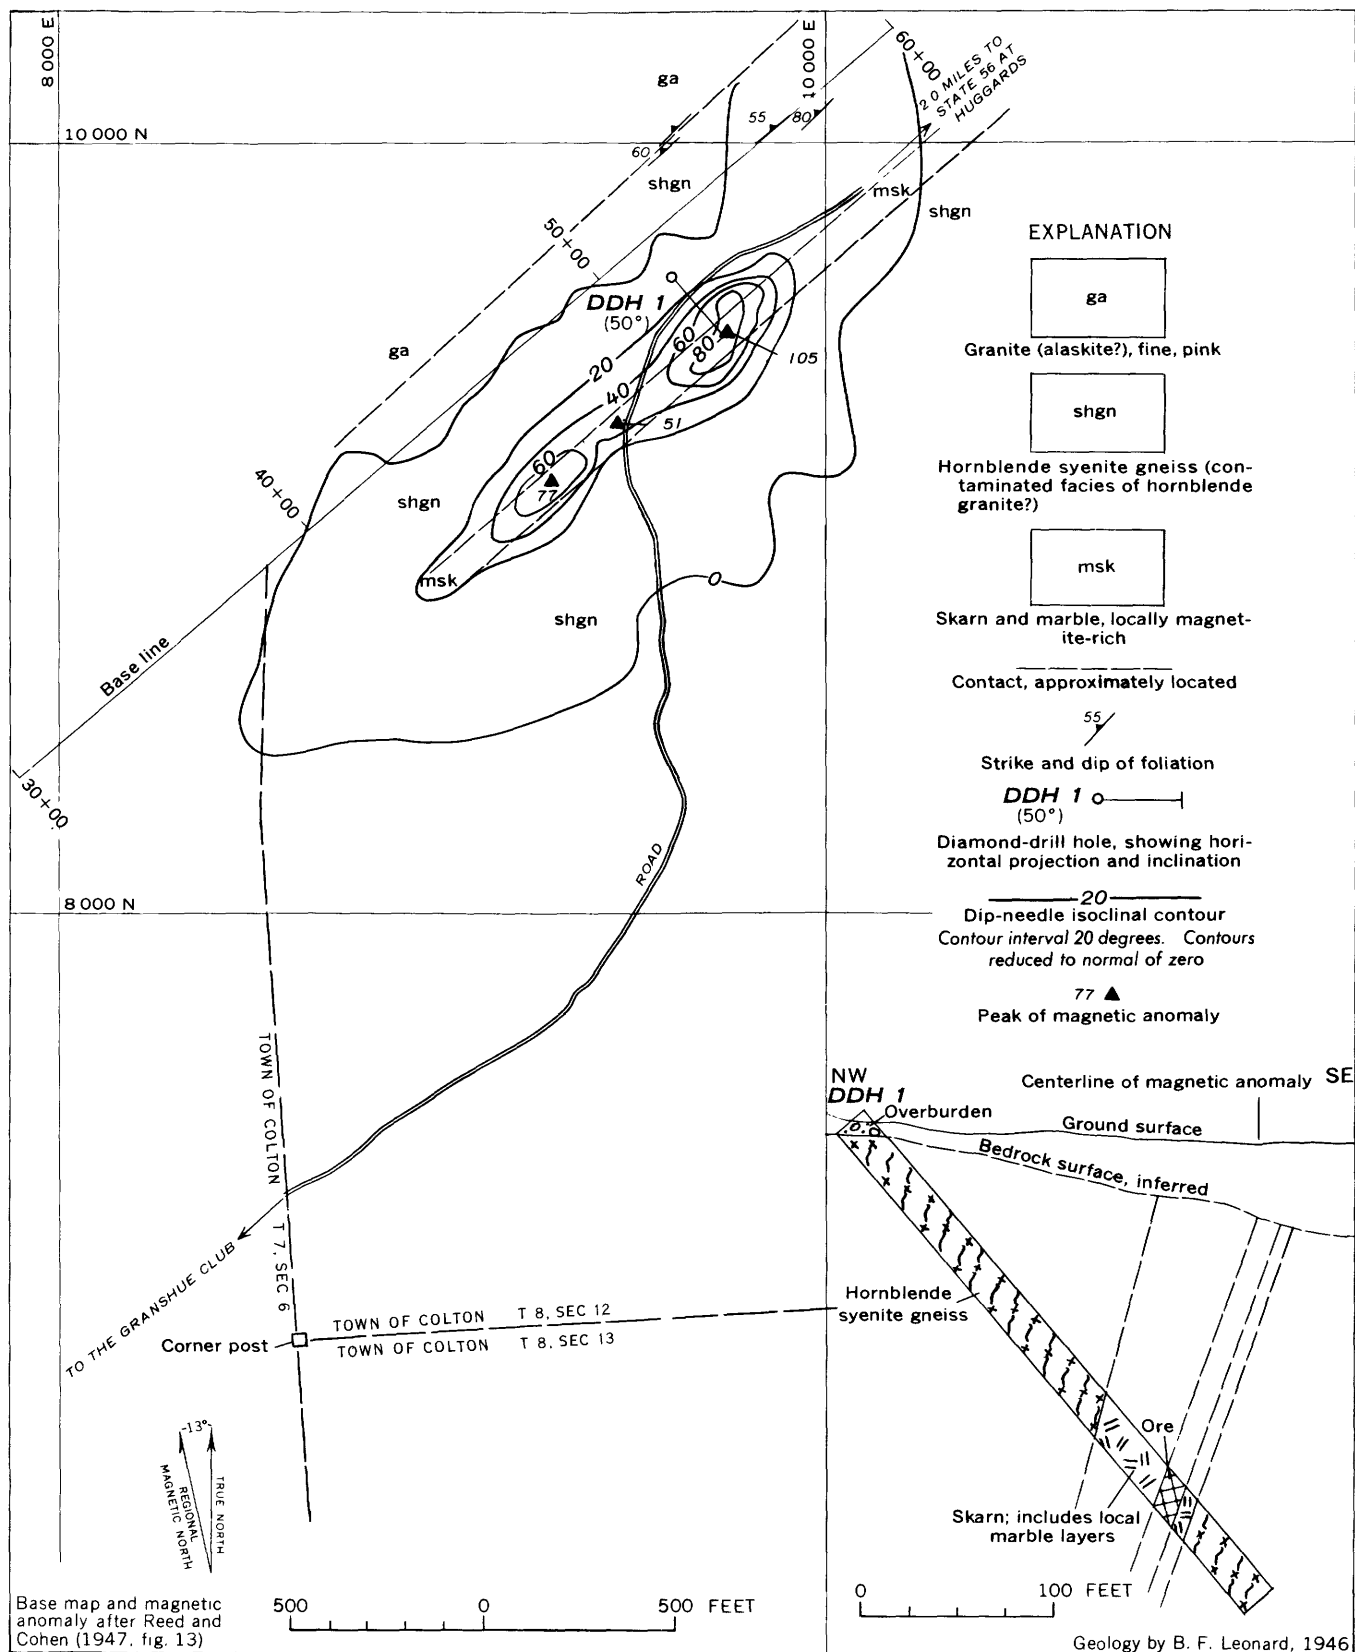 8 000 E
10 000 E
60+00
2 0 MILES TO
STATE 56 AT
HUGGARDS
ga
55
80
10 000 N
60
shgn
msk
shgn
50+00
DDH 1
(50°)
60
80
105
20
40
ga
51
60
77
40+00
shgn
msk
0
shgn
Base line
30+00
ROAD
8 000 N
TOWN OF COLTON T 7, SEC 6
TO THE GRANSHUE CLUB
Corner post
TOWN OF COLTON T 8, SEC 12
TOWN OF COLTON T 8, SEC 13
-13°-
TRUE NORTH
REGIONAL
MAGNETIC NORTH
Base map and magnetic
anomaly after Reed and
Cohen (1947, fig. 13)
500 0 500 FEET
EXPLANATION
ga
Granite (alaskite?), fine, pink
shgn
Hornblende syenite gneiss (con-
taminated facies of hornblende
granite?)
msk
Skarn and marble, locally magnet-
ite-rich
Contact, approximately located
55
Strike and dip of foliation
DDH 1
(50°)
Diamond-drill hole, showing hori-
zontal projection and inclination
20
Dip-needle isoclinal contour
Contour interval 20 degrees. Contours
reduced to normal of zero
77
Peak of magnetic anomaly
NW
DDH 1
Centerline of magnetic anomaly
SE
Overburden
Ground surface
Bedrock surface, inferred
Hornblende
syenite gneiss
Ore
Skarn; includes local
marble layers
0 100 FEET
Geology by B. F. Leonard, 1946